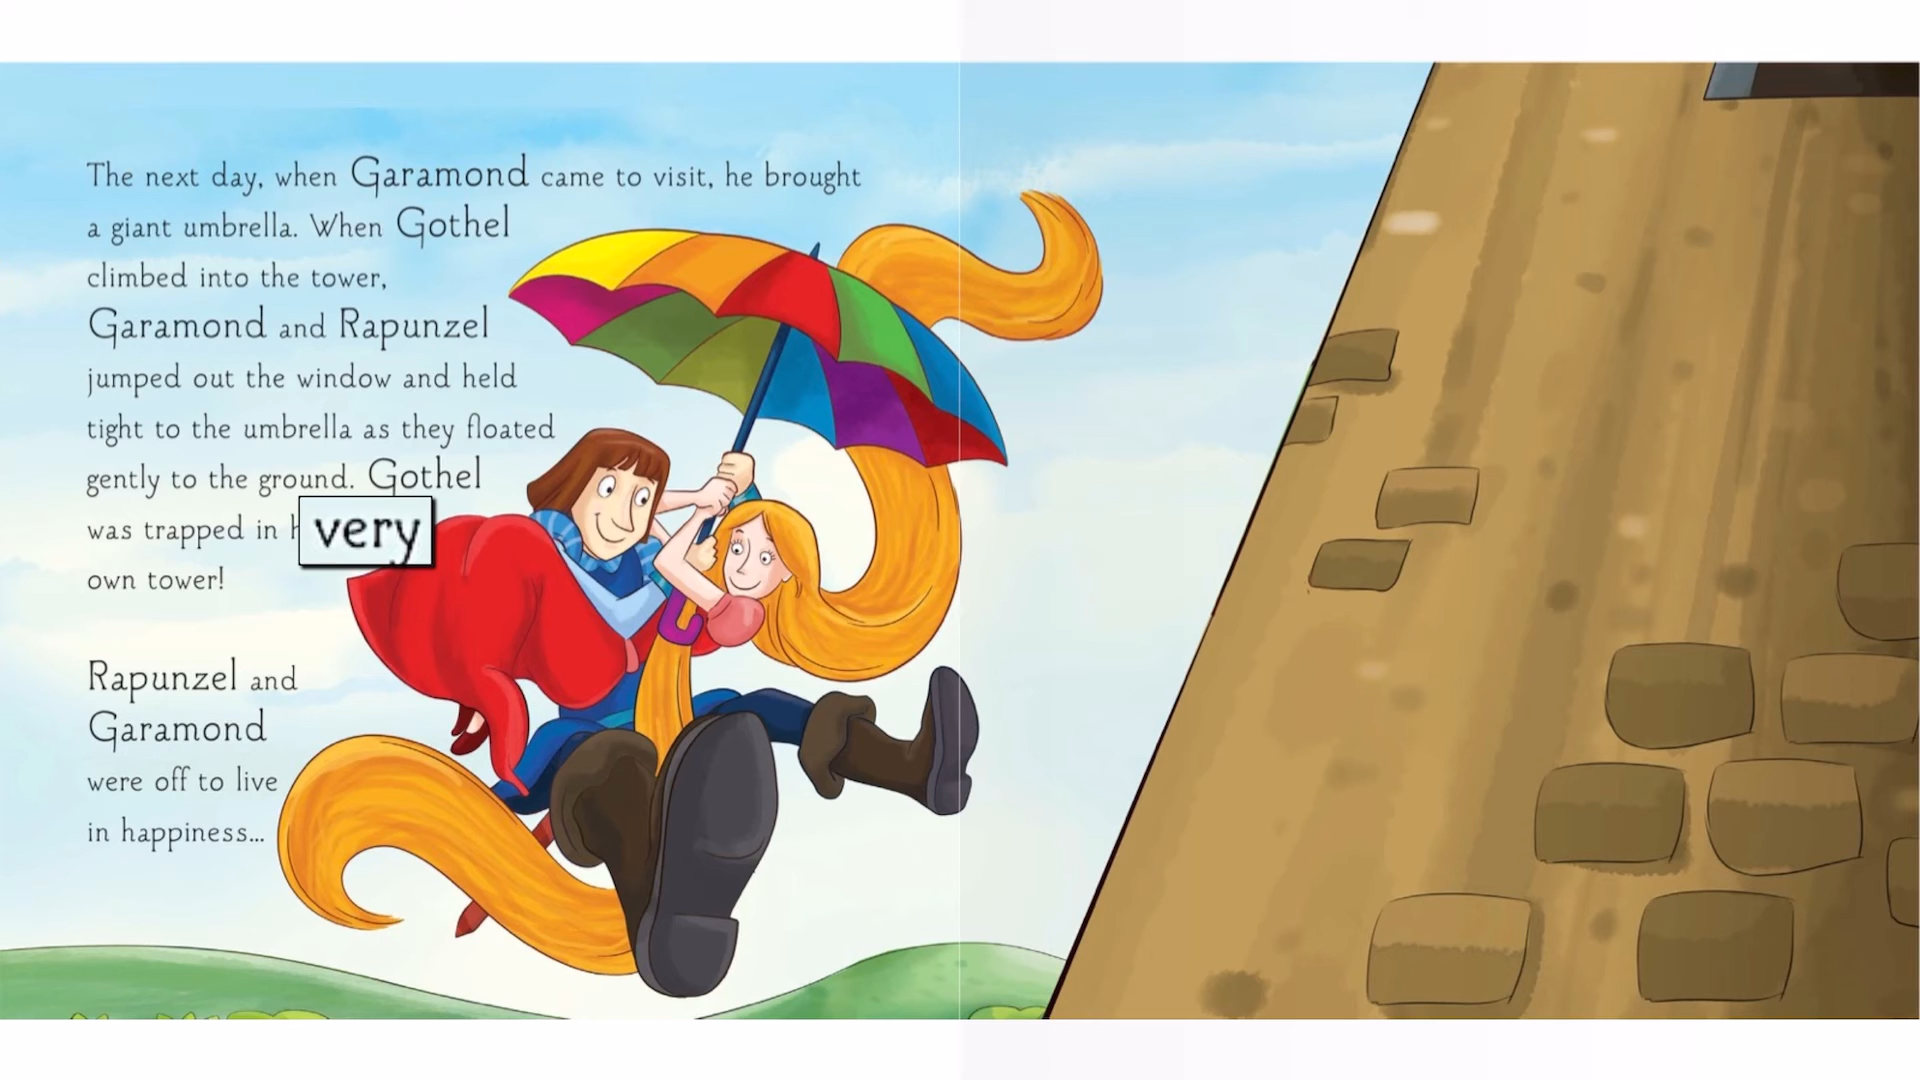 The next day, when Garamond came to visit, he brought
a giant umbrella. When Gothel
climbed into the tower,
Garamond and Rapunzel
jumped out the window and held
tight to the umbrella as they floated
gently to the ground. Gothel
was trapped in very
own tower!
Rapunzel and
Garamond
were off to live
in happiness...